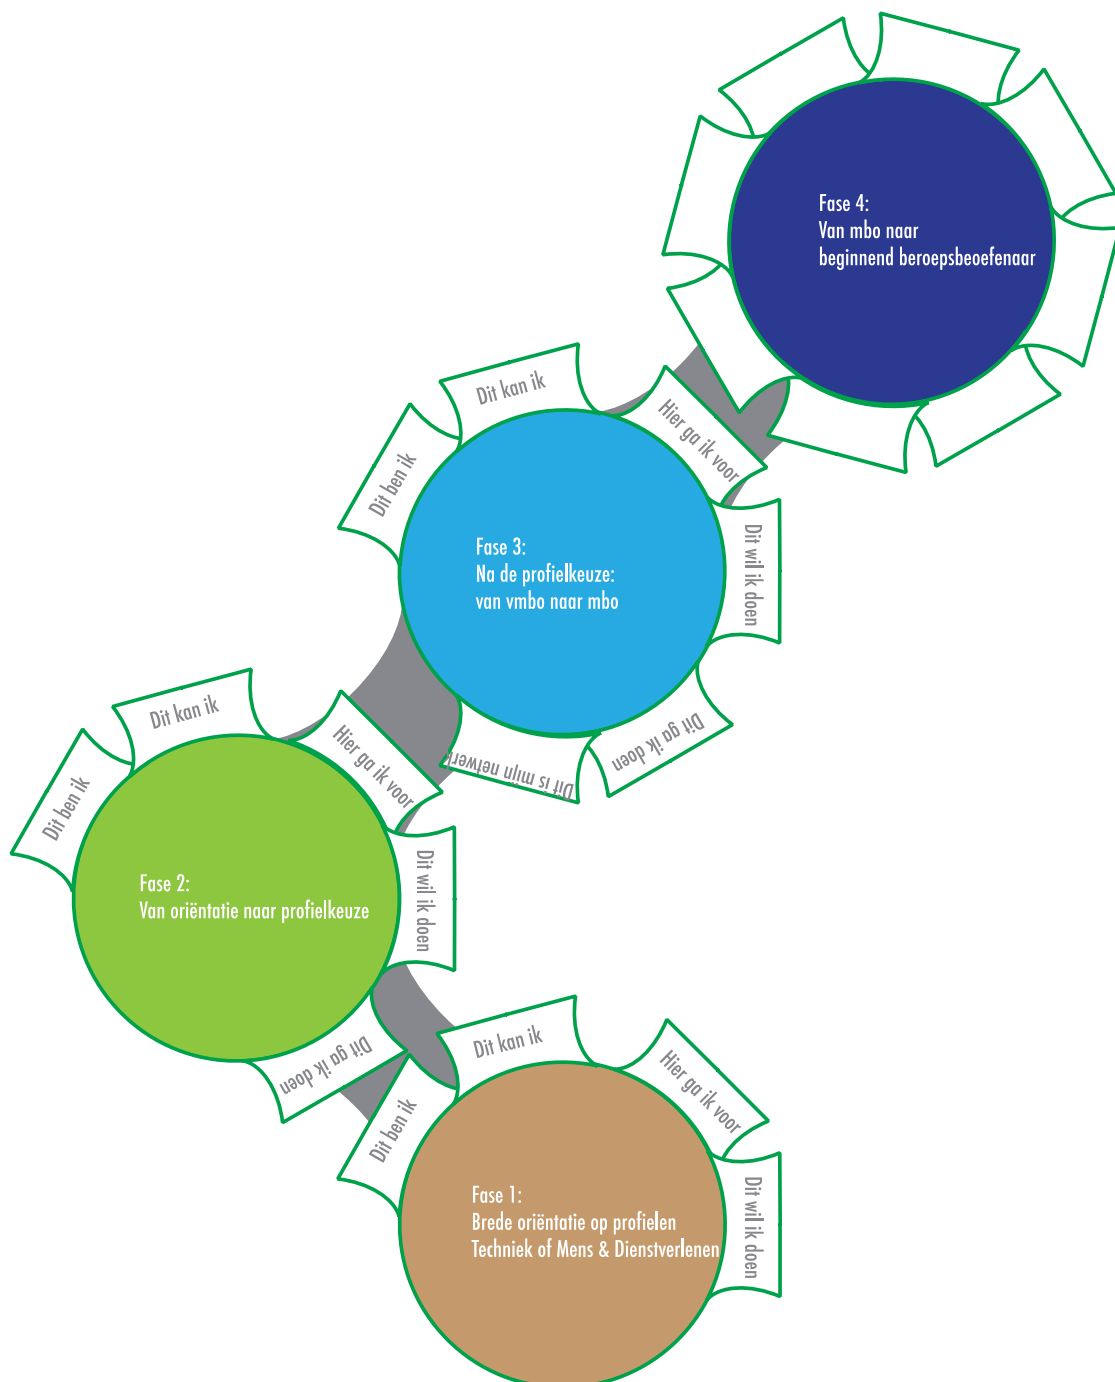 Fase 4:
Van mbo naar
beginnend beroepsbeoefenaar
Dit ben ik
Dit kan ik
Hier ga ik voor
Dit wil ik doen
Dit ga ik doen
Dit is mijn netwerk
Fase 3:
Na de profielkeuze:
van vmbo naar mbo
Dit ben ik
Dit kan ik
Hier ga ik voor
Dit wil ik doen
Dit ga ik doen
Fase 2:
Van oriëntatie naar profielkeuze
Dit ben ik
Dit kan ik
Hier ga ik voor
Dit wil ik doen
Fase 1:
Brede oriëntatie op profielen
Techniek of Mens & Dienstverlenen